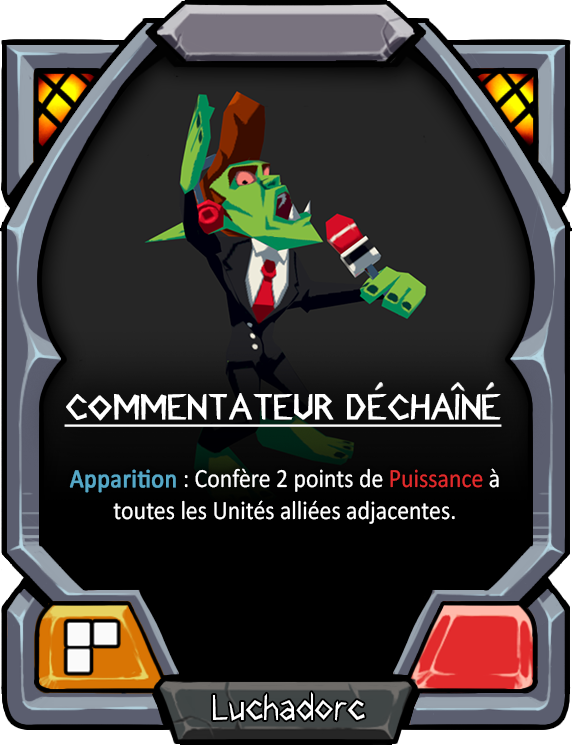 COMMENTATEUR DÉCHAÎNÉ
Apparition : Confère 2 points de Puissance à
toutes les Unités alliées adjacentes.
Luchadorc